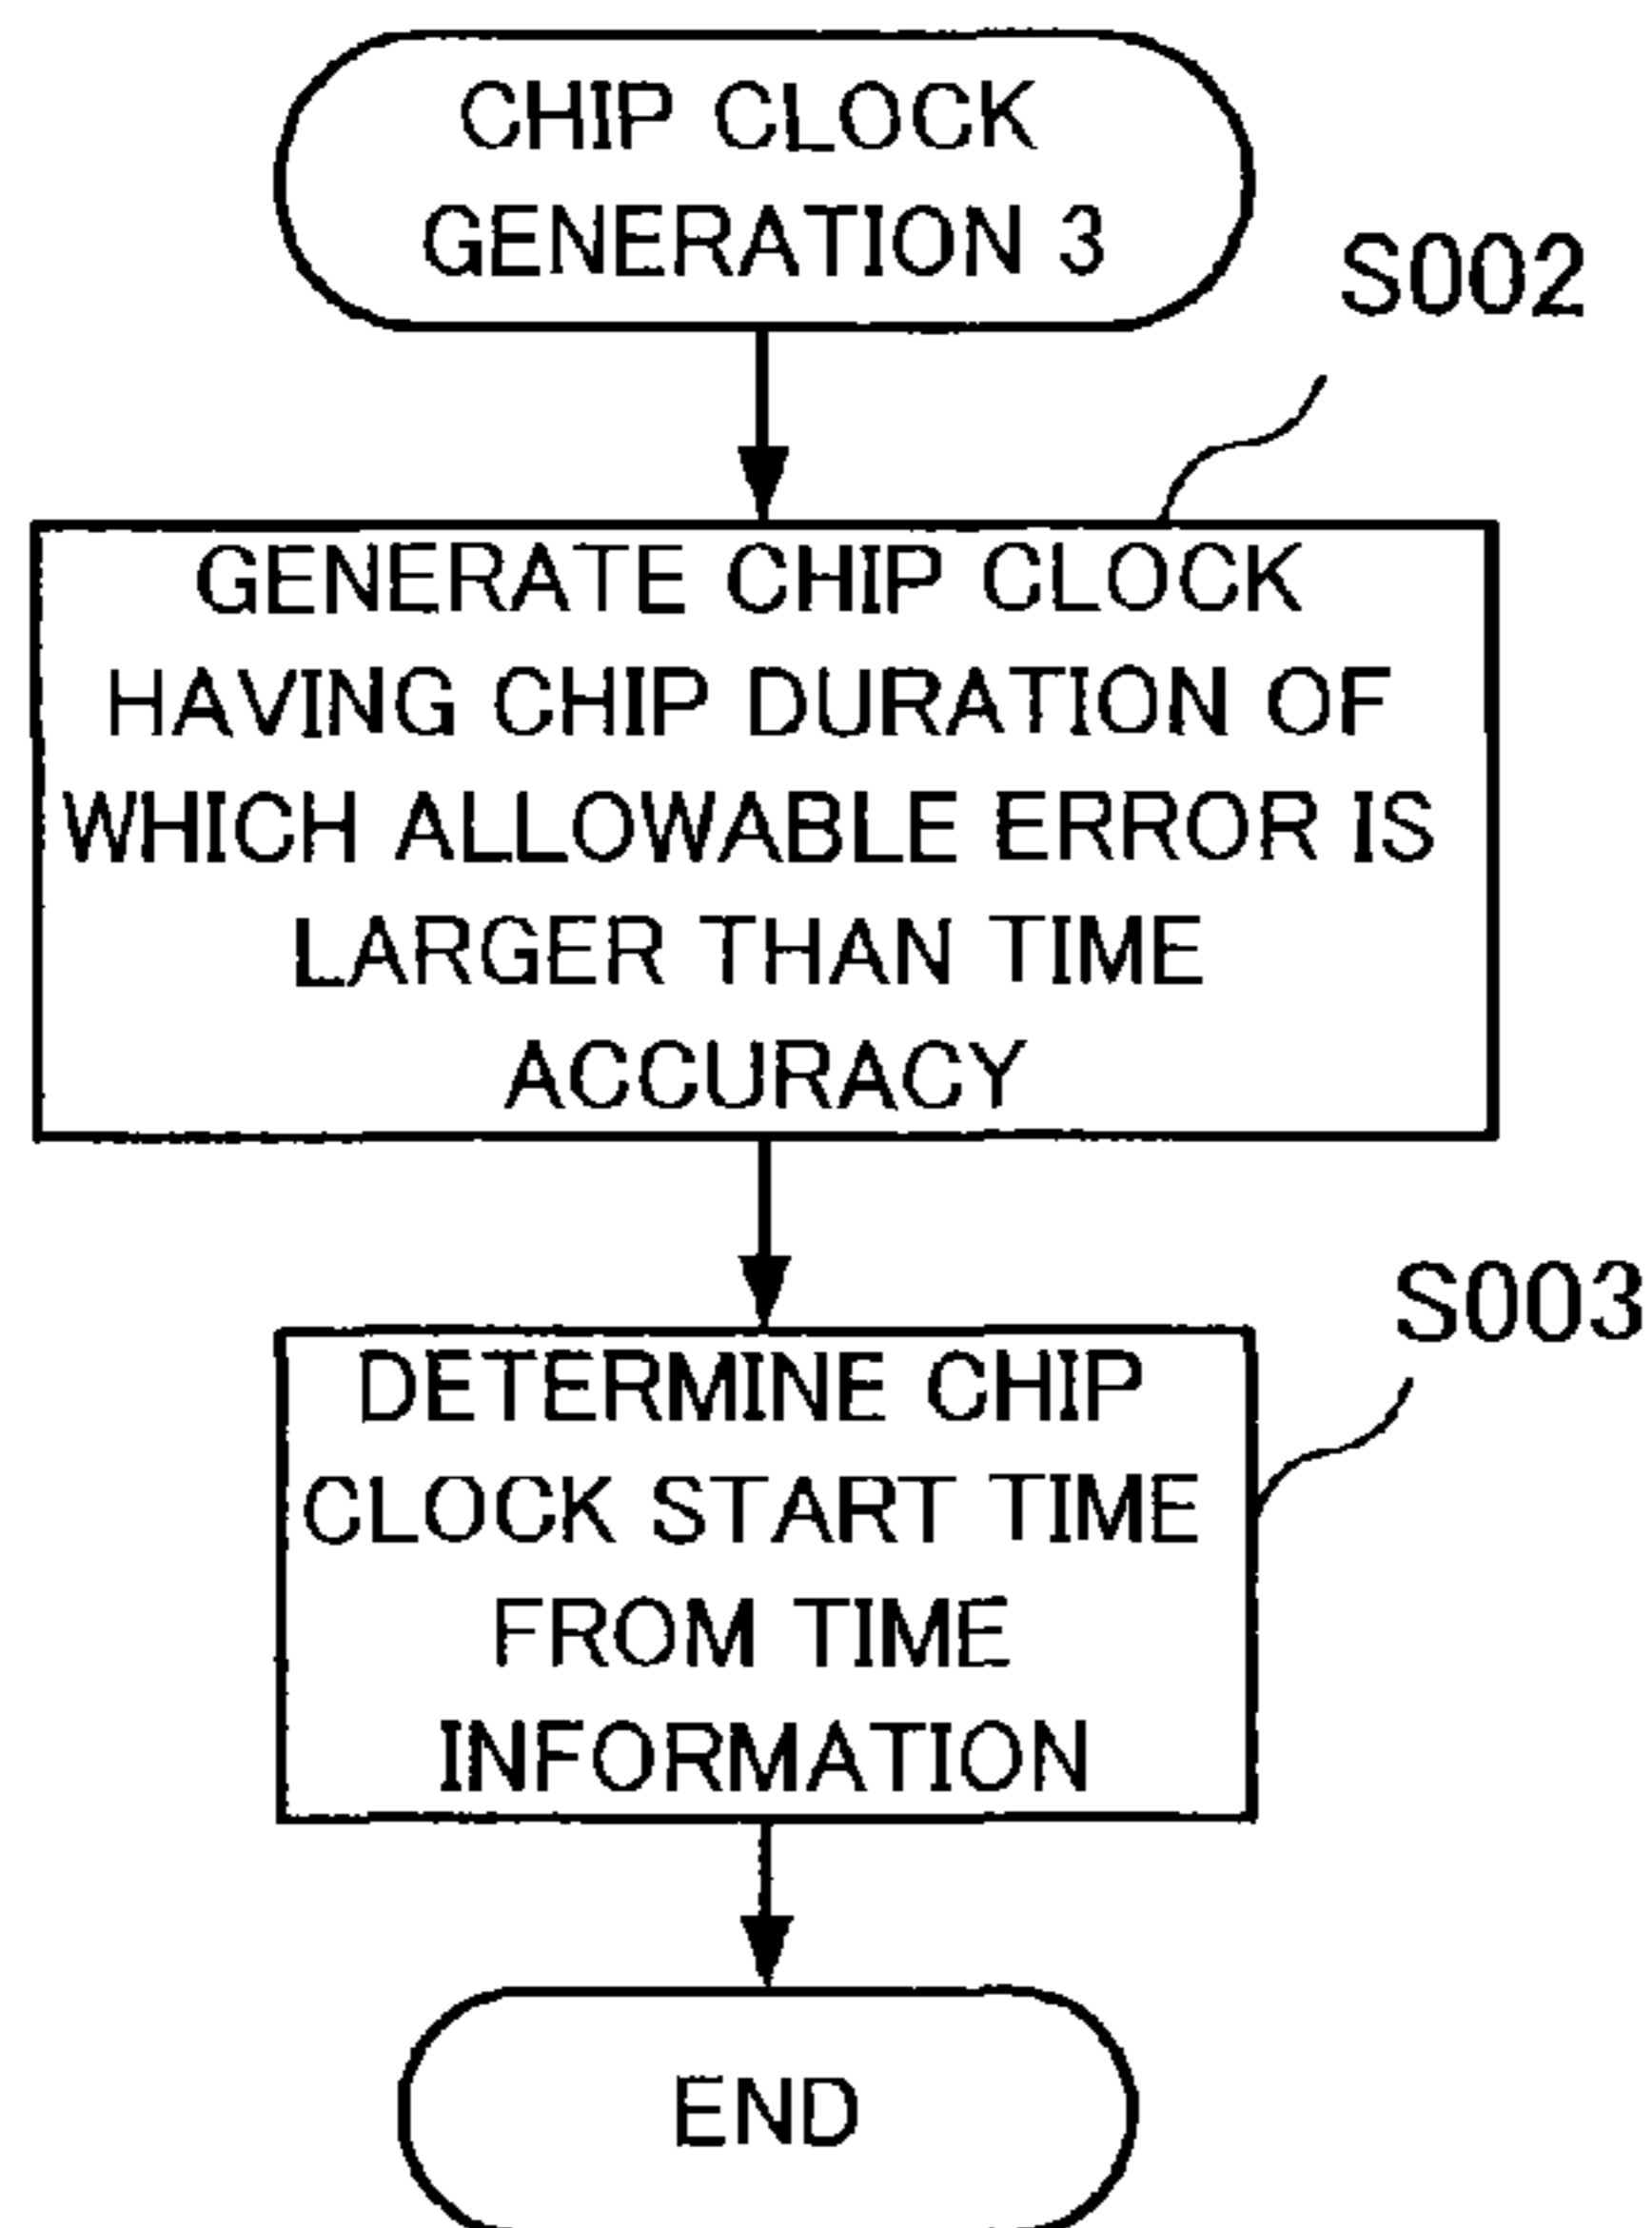 CHIP CLOCK
GENERATION 3
S002
GENERATE CHIP CLOCK
HAVING CHIP DURATION OF
WHICH ALLOWABLE ERROR IS
LARGER THAN TIME
ACCURACY
S003
DETERMINE CHIP
CLOCK START TIME
FROM TIME
INFORMATION
END